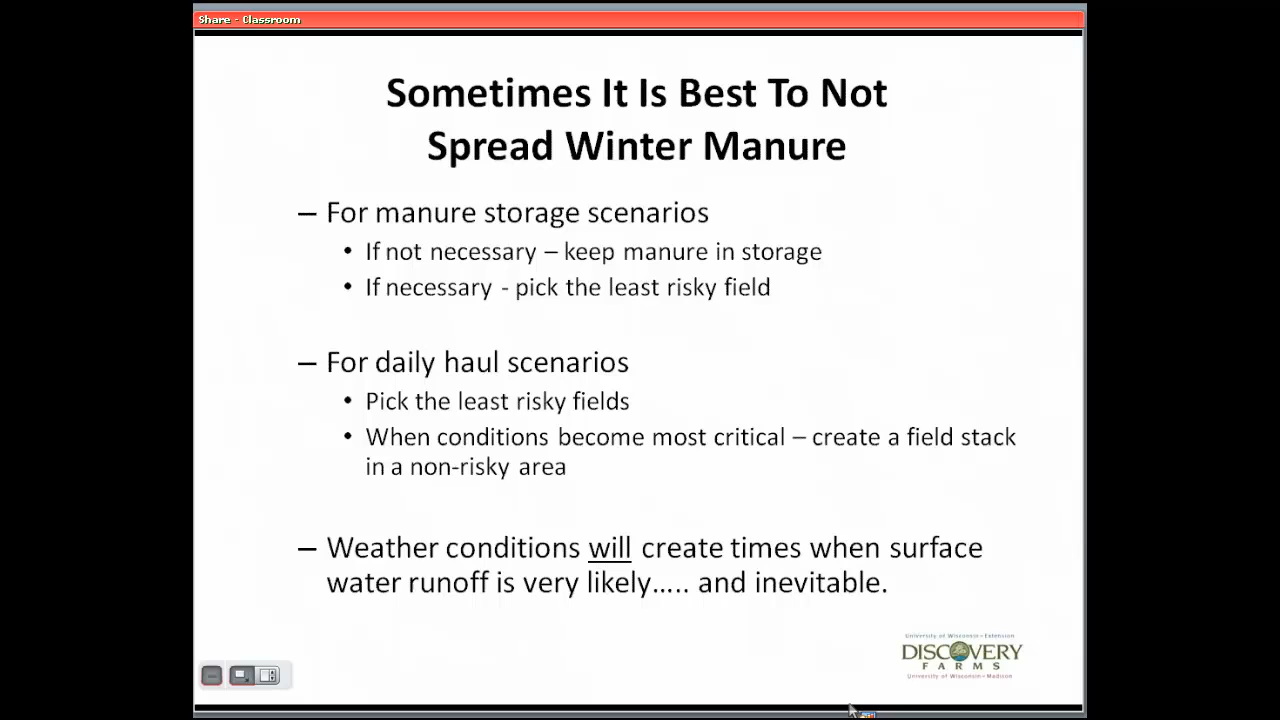 Share - Classroom
Sometimes It Is Best To Not
Spread Winter Manure
– For manure storage scenarios
• If not necessary – keep manure in storage
• If necessary - pick the least risky field
– For daily haul scenarios
• Pick the least risky fields
• When conditions become most critical – create a field stack
in a non-risky area
– Weather conditions will create times when surface
water runoff is very likely….. and inevitable.
University of Wisconsin–Extension
DISCOVERY
FARMS
University of Wisconsin–Madison